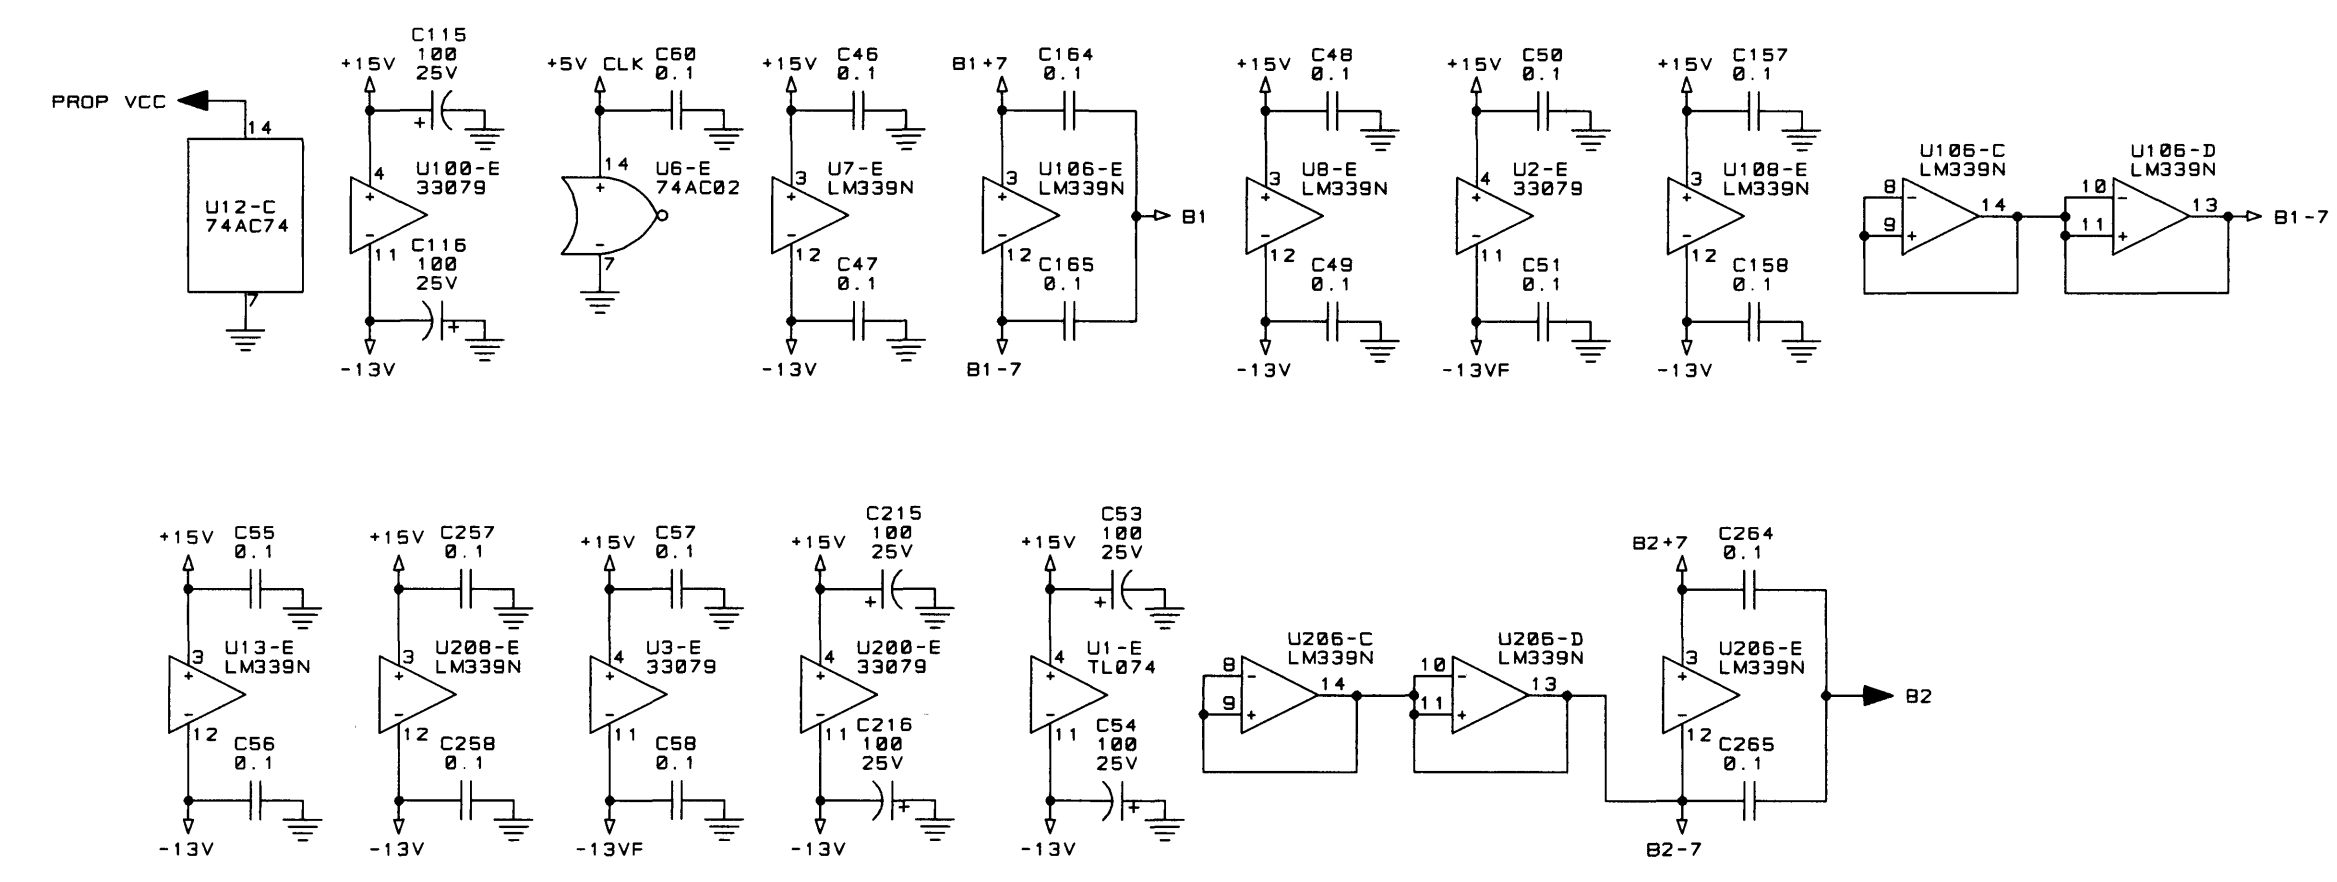 PROP VCC
14
U12-C
74AC74
7
C115
100
25V
+15V
+
4
U100-E
33079
+
-
11
C116
100
25V
+
-13V
+5V CLK
C60
0.1
14
U6-E
74AC02
+
-
7
+15V
C46
0.1
3
U7-E
LM339N
+
-
12
C47
0.1
-13V
B1+7
C164
0.1
3
U106-E
LM339N
+
-
12
C165
0.1
B1
B1-7
+15V
C48
0.1
3
U8-E
LM339N
+
-
12
C49
0.1
-13V
+15V
C50
0.1
4
U2-E
33079
+
-
11
C51
0.1
-13VF
+15V
C157
0.1
3
U108-E
LM339N
+
-
12
C158
0.1
-13V
U106-C
LM339N
8
-
9
+
14
U106-D
LM339N
10
-
11
+
13
B1-7
+15V
C55
0.1
3
U13-E
LM339N
+
-
12
C56
0.1
-13V
+15V
C257
0.1
3
U208-E
LM339N
+
-
12
C258
0.1
-13V
+15V
C57
0.1
4
U3-E
33079
+
-
11
C58
0.1
-13VF
C215
100
25V
+15V
+
4
U200-E
33079
+
-
11
C216
100
25V
+
-13V
C53
100
25V
+15V
+
4
U1-E
TL074
+
-
11
C54
100
25V
+
-13V
U206-C
LM339N
8
-
9
+
14
U206-D
LM339N
10
-
11
+
13
B2+7
C264
0.1
3
U206-E
LM339N
+
-
12
C265
0.1
B2
B2-7